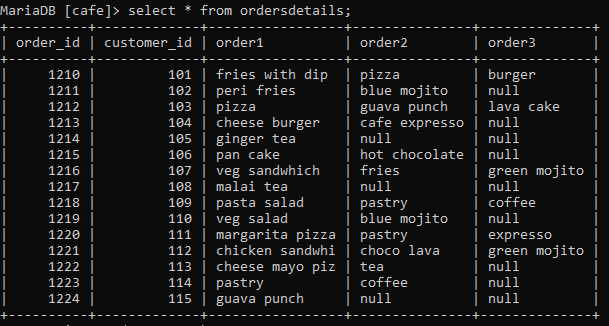 MariaDB [cafe]> select * from ordersdetails;
+----------+-------------+-----------------+---------------+--------------+
| order_id | customer_id | order1          | order2        | order3       |
+----------+-------------+-----------------+---------------+--------------+
|     1210 |         101 | fries with dip  | pizza         | burger       |
|     1211 |         102 | peri fries      | blue mojito   | null         |
|     1212 |         103 | pizza           | guava punch   | lava cake    |
|     1213 |         104 | cheese burger   | cafe expresso | null         |
|     1214 |         105 | ginger tea      | null          | null         |
|     1215 |         106 | pan cake        | hot chocolate | null         |
|     1216 |         107 | veg sandwhich   | fries         | green mojito |
|     1217 |         108 | malai tea       | null          | null         |
|     1218 |         109 | pasta salad     | pastry        | coffee       |
|     1219 |         110 | veg salad       | blue mojito   | null         |
|     1220 |         111 | margarita pizza | pastry        | expresso     |
|     1221 |         112 | chicken sandwhi | choco lava    | green mojito |
|     1222 |         113 | cheese mayo piz | tea           | null         |
|     1223 |         114 | pastry          | coffee        | null         |
|     1224 |         115 | guava punch     | null          | null         |
+----------+-------------+-----------------+---------------+--------------+